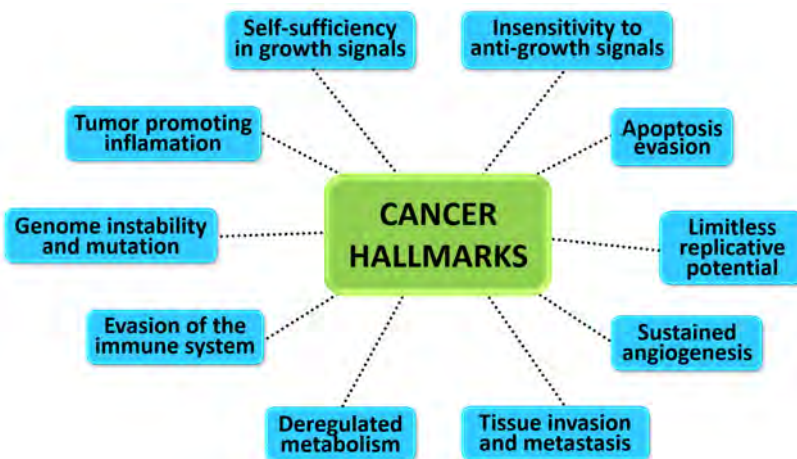 Self-sufficiency
in growth signals
Insensitivity to
anti-growth signals
Tumor promoting
inflamation
Apoptosis
evasion
CANCER
HALLMARKS
Genome instability
and mutation
Limitless
replicative
potential
Evasion of the
immune system
Sustained
angiogenesis
Deregulated
metabolism
Tissue invasion
and metastasis